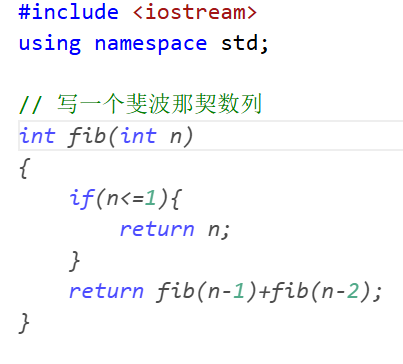 #include <iostream>
using namespace std;
// 写一个斐波那契数列
int fib(int n)
{
    if(n<=1){
        return n;
    }
    return fib(n-1)+fib(n-2);
}